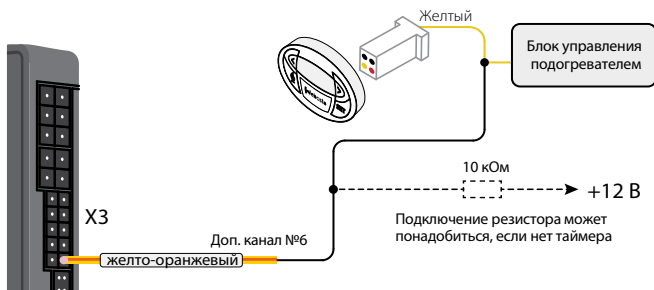 Желтый
Блок управления
подогревателем
10 кОм
+12 В
X3
Подключение резистора может
понадобиться, если нет таймера
Доп. канал №6
желто-оранжевый